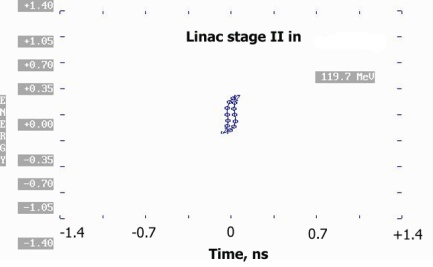 +1.40
+1.05
+0.70
+0.35
+0.00
-0.35
-0.70
-1.05
-1.40
ENERGY
Linac stage II in
119.7 MeV
-1.4 -0.7 0 0.7 +1.4
Time, ns